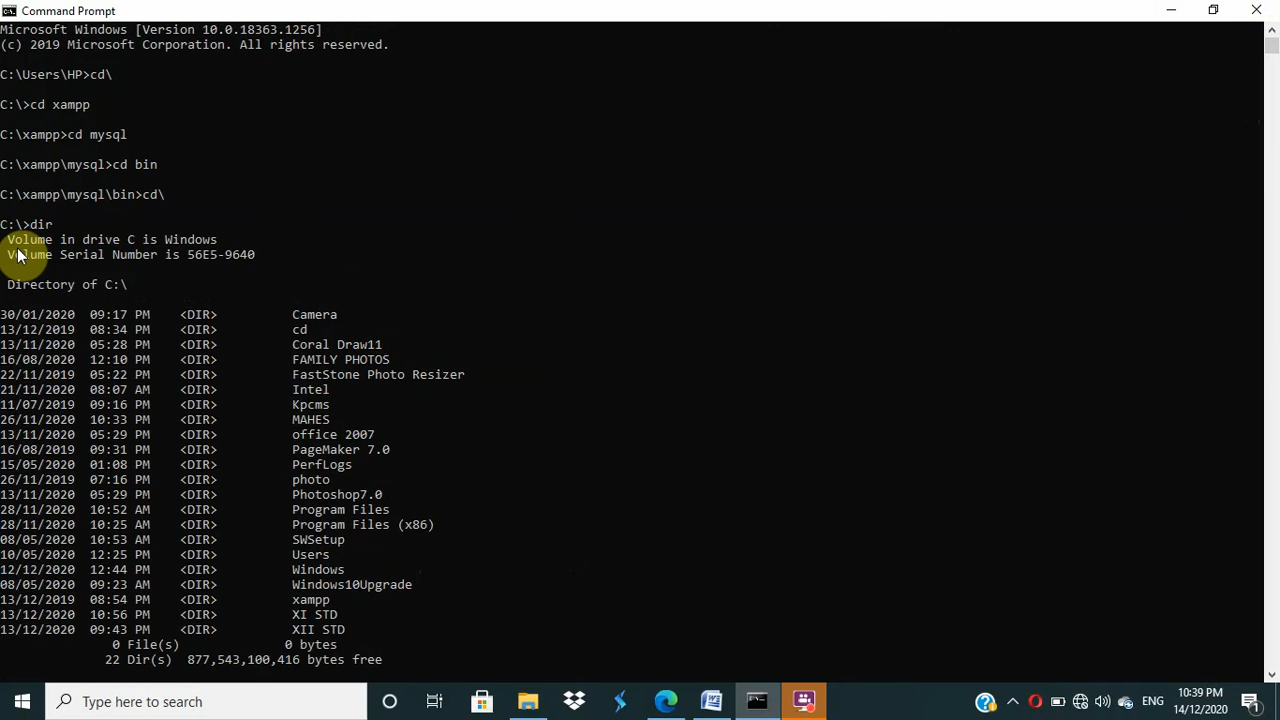 Command Prompt
Microsoft Windows [Version 10.0.18363.1256]
(c) 2019 Microsoft Corporation. All rights reserved.
C:\Users\HP>cd\
C:\>cd xampp
C:\xampp>cd mysql
C:\xampp\mysql>cd bin
C:\xampp\mysql\bin>cd\
C:\>dir
Volume in drive C is Windows
Volume Serial Number is 56E5-9640
Directory of C:\
30/01/2020 09:17 PM <DIR> Camera
13/12/2019 08:34 PM <DIR> cd
13/11/2020 05:28 PM <DIR> Coral Draw11
16/08/2020 12:10 PM <DIR> FAMILY PHOTOS
22/11/2019 05:22 PM <DIR> FastStone Photo Resizer
21/11/2020 08:07 AM <DIR> Intel
11/07/2019 09:16 PM <DIR> Kpcms
26/11/2020 10:33 PM <DIR> MAHES
13/11/2020 05:29 PM <DIR> office 2007
16/08/2019 09:31 PM <DIR> PageMaker 7.0
15/05/2020 01:08 PM <DIR> PerfLogs
26/11/2019 07:16 PM <DIR> photo
13/11/2020 05:29 PM <DIR> Photoshop7.0
28/11/2020 10:52 AM <DIR> Program Files
28/11/2020 10:25 AM <DIR> Program Files (x86)
08/05/2020 10:53 AM <DIR> SWSetup
10/05/2020 12:25 PM <DIR> Users
12/12/2020 12:44 PM <DIR> Windows
08/05/2020 09:23 AM <DIR> Windows10Upgrade
13/12/2019 08:54 PM <DIR> xampp
13/12/2020 10:56 PM <DIR> XI STD
13/12/2020 09:43 PM <DIR> XII STD
0 File(s) 0 bytes
22 Dir(s) 877,543,100,416 bytes free
Type here to search
ENG
10:39 PM
14/12/2020
1